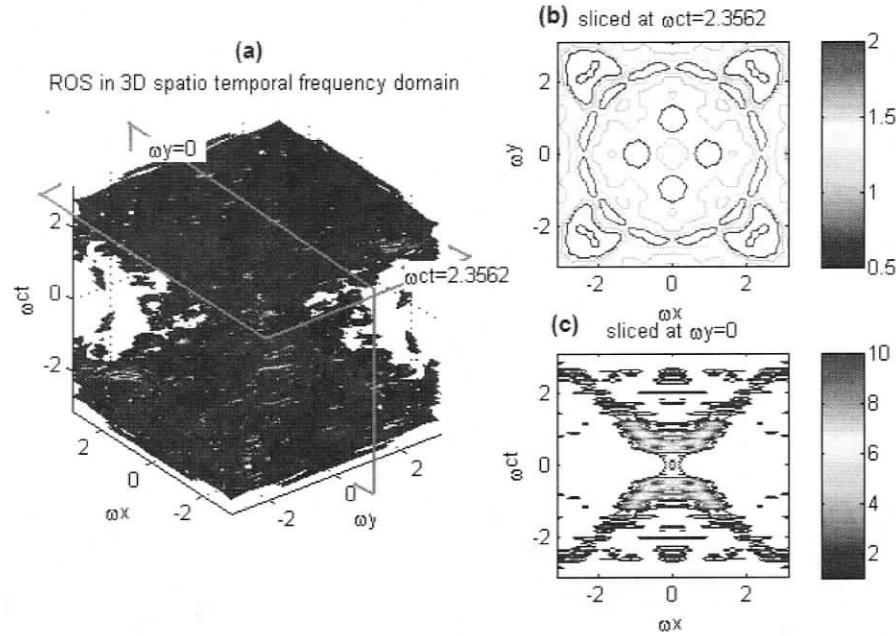 (a)
ROS in 3D spatio temporal frequency domain
ωy=0
ωct=2.3562
ωct
2
0
-2
2
0
-2
ωx
-2
0
2
ωy
(b) sliced at ωct=2.3562
2
0
-2
ωy
-2
0
2
ωx
2
1.5
1
0.5
(c) sliced at ωy=0
2
0
-2
ωct
-2
0
2
ωx
10
8
6
4
2